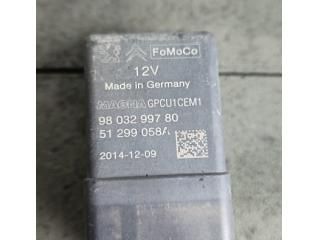 FoMoCo
12V
Made in Germany
MAGNA GPCU1CEM1
98 032 997 80
51 299 058A
2014-12-09